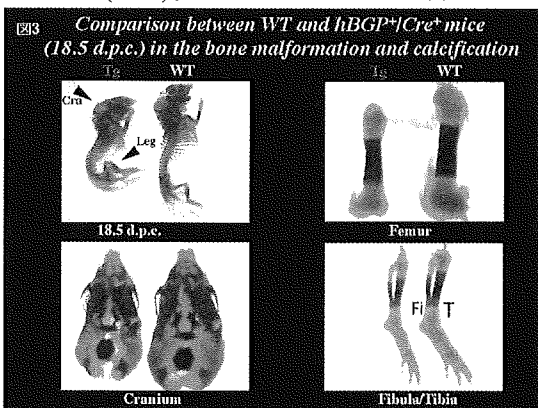 図3 Comparison between WT and hBGP⁺/Cre⁺ mice
(18.5 d.p.c.) in the bone malformation and calcification
Tg WT
Cra
Leg
18.5 d.p.c.
Tg WT
Femur
Cranium
Fi T
Fibula/Tibia